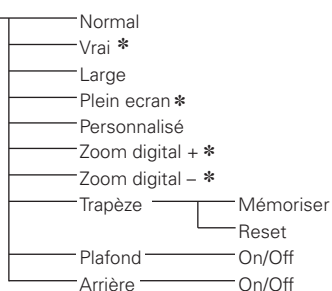 Normal
Vrai ✻
Large
Plein ecran ✻
Personnalisé
Zoom digital + ✻
Zoom digital – ✻
Trapèze Mémoriser
Reset
Plafond On/Off
Arrière On/Off